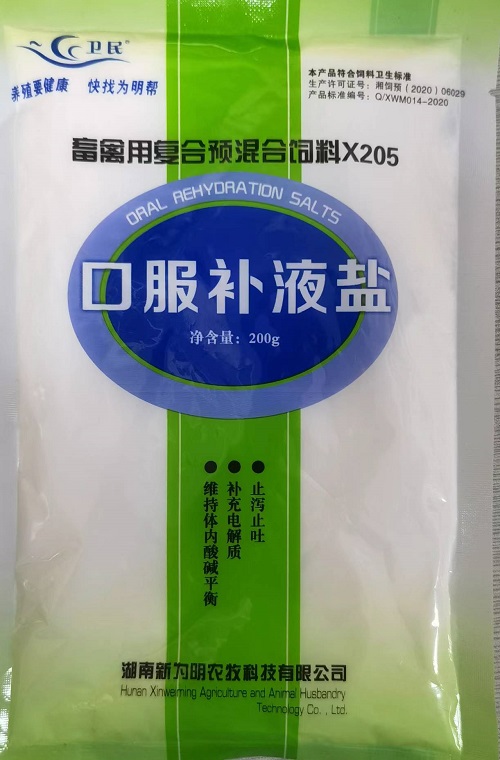 卫民
养殖要健康 快找为明帮
本产品符合饲料卫生标准
生产许可证号：湘饲预（2020）06029
产品标准编号：Q/XWM014-2020
畜禽用复合预混合饲料X205
ORAL REHYDRATION SALTS
口服补液盐
净含量：200g
●止泻止吐
●补充电解质
●维持体内酸碱平衡
湖南新为明农牧科技有限公司
Hunan Xinweiming Agriculture and Animal Husbandry
Technology Co. , Ltd.